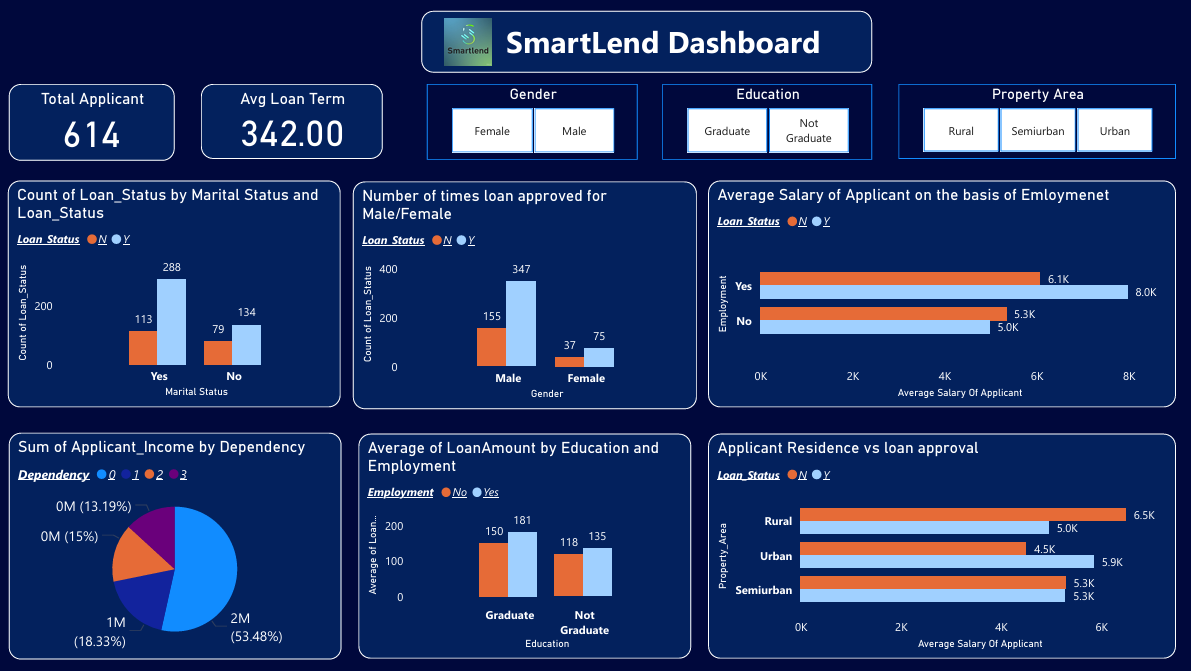 Smartlend
SmartLend Dashboard
Total Applicant
614
Avg Loan Term
342.00
Gender
Female
Male
Education
Graduate
Not
Graduate
Property Area
Rural
Semiurban
Urban
Count of Loan_Status by Marital Status and
Loan_Status
Loan_Status N Y
Count of Loan_Status
200
0
113
288
79
134
Yes
No
Marital Status
Number of times loan approved for
Male/Female
Loan_Status N Y
Count of Loan_Status
400
200
0
155
347
37
75
Male
Female
Gender
Average Salary of Applicant on the basis of Emloymenet
Loan_Status N Y
Employment
Yes
6.1K
8.0K
No
5.3K
5.0K
0K 2K 4K 6K 8K
Average Salary Of Applicant
Sum of Applicant_Income by Dependency
Dependency 0 1 2 3
0M (13.19%)
0M (15%)
1M
(18.33%)
2M
(53.48%)
Average of LoanAmount by Education and
Employment
Employment No Yes
Average of Loan...
200
100
0
150
181
118
135
Graduate
Not
Graduate
Education
Applicant Residence vs loan approval
Loan_Status N Y
Property_Area
Rural
6.5K
5.0K
Urban
4.5K
5.9K
Semiurban
5.3K
5.3K
0K 2K 4K 6K
Average Salary Of Applicant